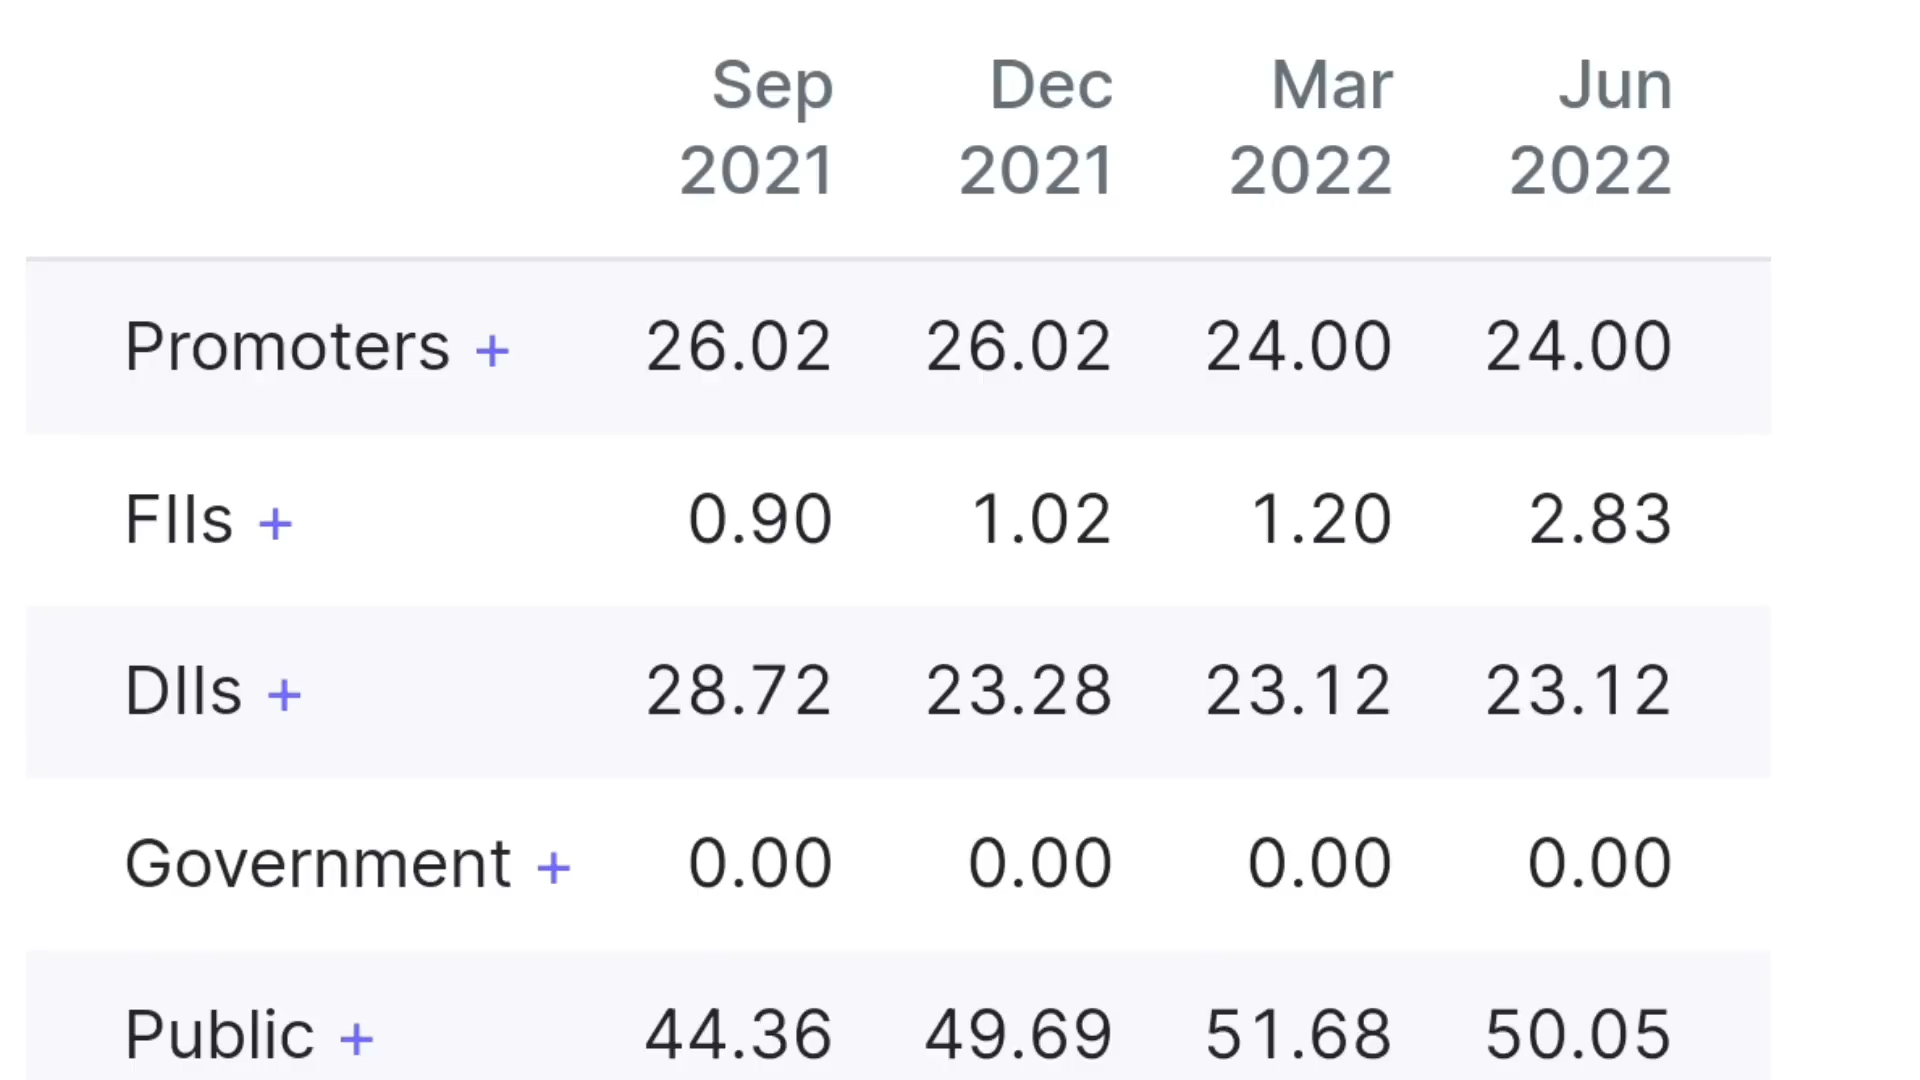 Sep Dec Mar Jun
2021 2021 2022 2022
Promoters + 26.02 26.02 24.00 24.00
FIIs + 0.90 1.02 1.20 2.83
DIIs + 28.72 23.28 23.12 23.12
Government + 0.00 0.00 0.00 0.00
Public + 44.36 49.69 51.68 50.05